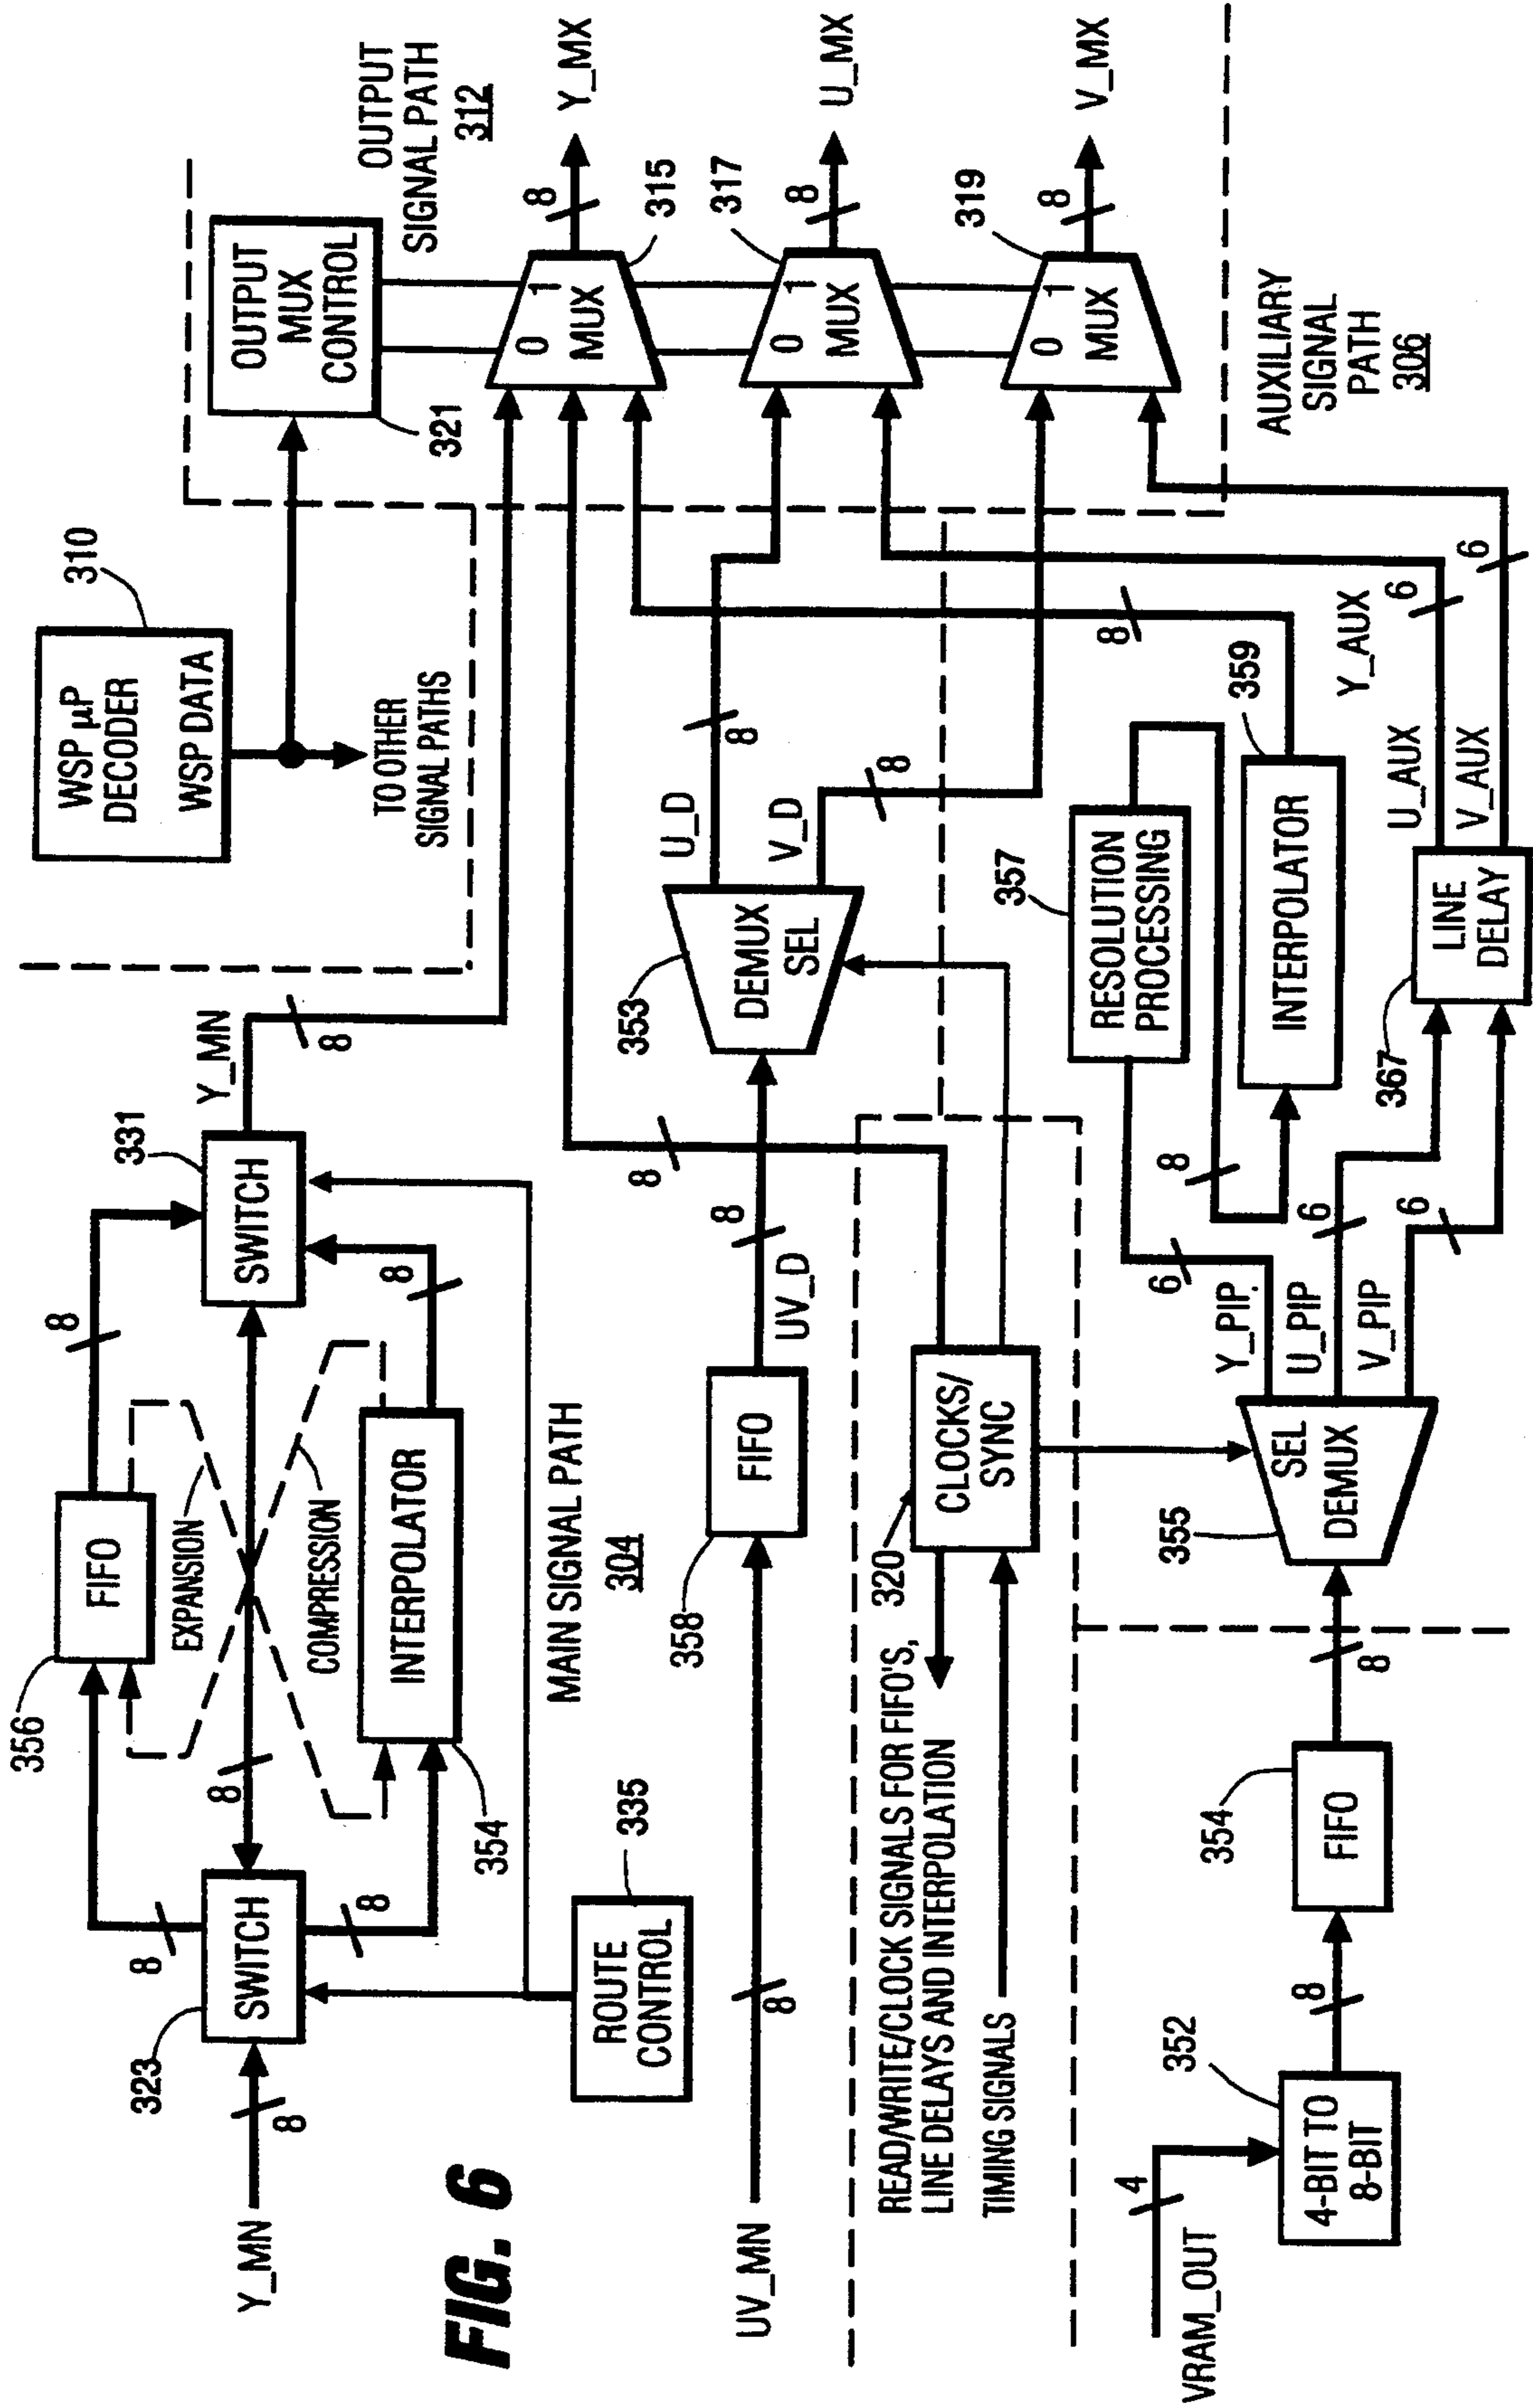 FIG. 6
Y_MN
8
323
SWITCH
8
8
8
356
FIFO
EXPANSION
COMPRESSION
INTERPOLATOR
354
8
8
331
SWITCH
Y_MN
8
335
ROUTE
CONTROL
MAIN SIGNAL PATH
304
310
WSP µP
DECODER
WSP DATA
TO OTHER
SIGNAL PATHS
OUTPUT
MUX
CONTROL
321
OUTPUT
SIGNAL PATH
312
0
1
MUX
315
8
Y_MX
0
1
MUX
317
8
U_MX
0
1
MUX
319
8
V_MX
UV_MN
8
358
FIFO
UV_D
8
353
DEMUX
SEL
U_D
8
V_D
8
8
READ/WRITE/CLOCK SIGNALS FOR FIFO'S,
LINE DELAYS AND INTERPOLATION
TIMING SIGNALS
320
CLOCKS/
SYNC
VRAM_OUT
4
352
4-BIT TO
8-BIT
8
354
FIFO
8
355
SEL
DEMUX
Y_PIP
U_PIP
V_PIP
6
6
6
8
357
RESOLUTION
PROCESSING
INTERPOLATOR
359
8
Y_AUX
367
LINE
DELAY
U_AUX
V_AUX
6
6
AUXILIARY
SIGNAL
PATH
306